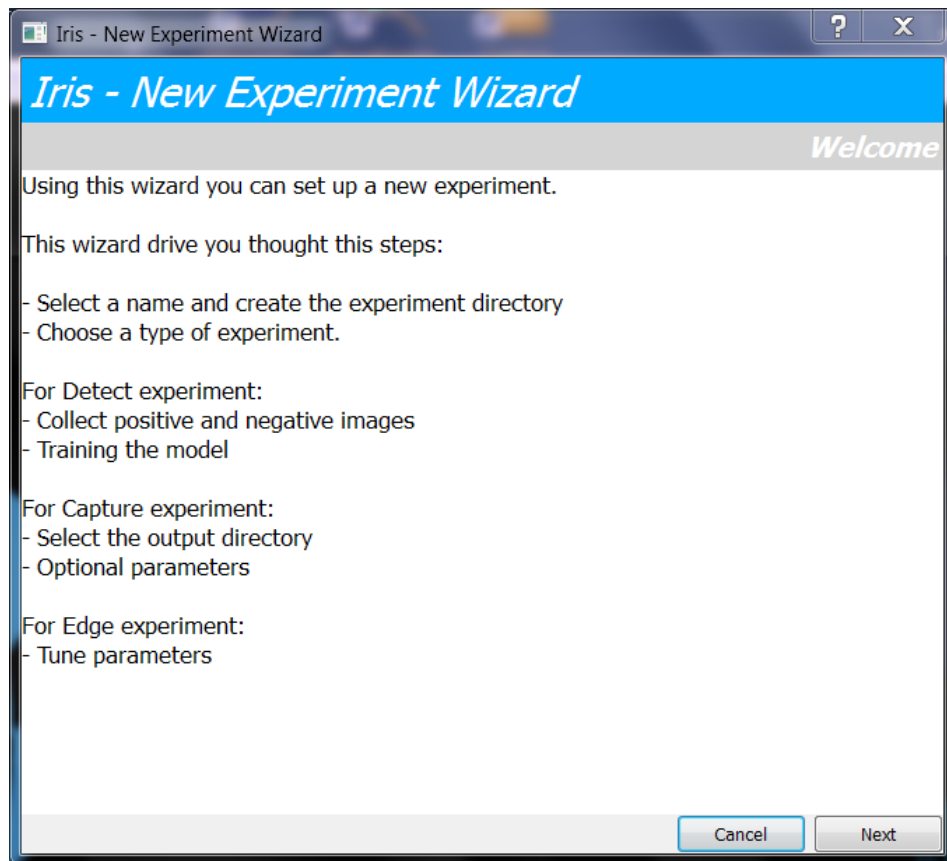 Iris - New Experiment Wizard
? X
Iris - New Experiment Wizard
Welcome
Using this wizard you can set up a new experiment.
This wizard drive you thought this steps:
- Select a name and create the experiment directory
- Choose a type of experiment.
For Detect experiment:
- Collect positive and negative images
- Training the model
For Capture experiment:
- Select the output directory
- Optional parameters
For Edge experiment:
- Tune parameters
Cancel Next